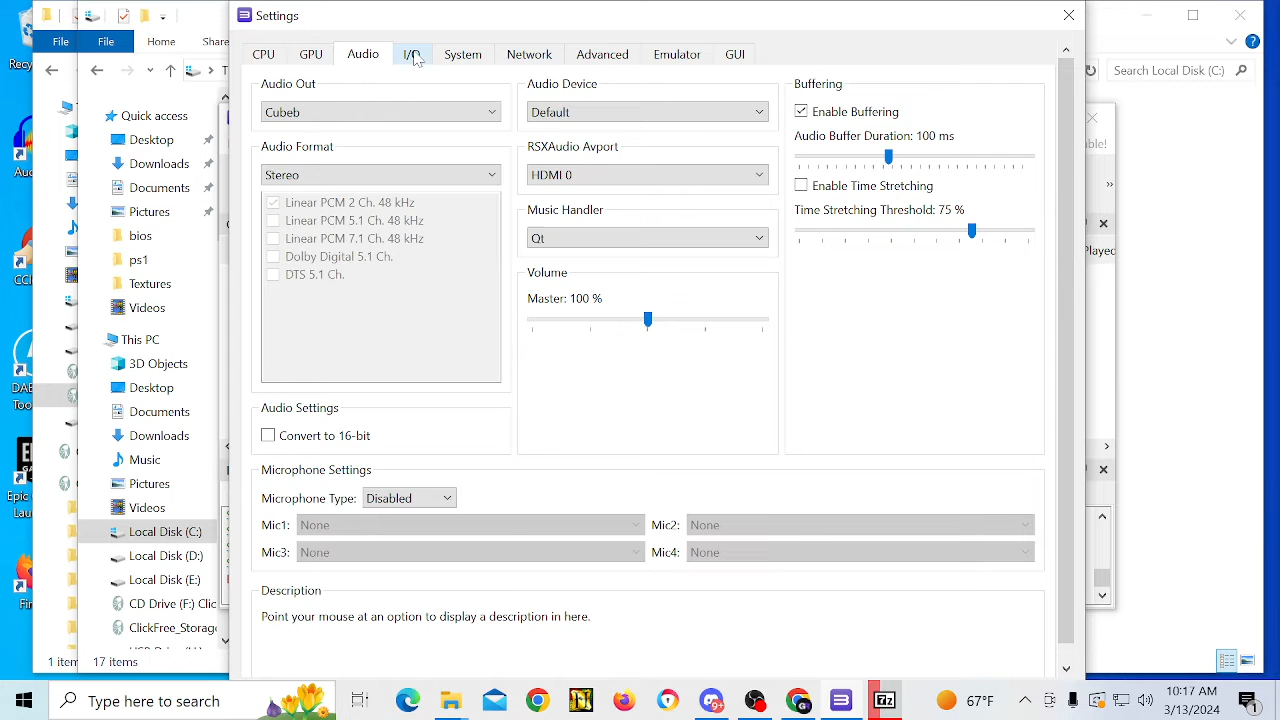 Settings
File
File
Home
Share
Search Local Disk (C:)
CPU
GPU
Audio
I/O
System
Network
Advanced
Emulator
Audio Out
Cubeb
Audio Format
Stereo
Linear PCM 2 Ch. 48 kHz
Linear PCM 5.1 Ch. 48 kHz
Linear PCM 7.1 Ch. 48 kHz
Dolby Digital 5.1 Ch.
DTS 5.1 Ch.
Audio Settings
Convert to 16-bit
Audio Device
Default
RSXAudio Avport
HDMI 0
Music Handler
Qt
Volume
Master: 100 %
Buffering
Enable Buffering
Audio Buffer Duration: 100 ms
Enable Time Stretching
Time Stretching Threshold: 75 %
Microphone Settings
Microphone Type: Disabled
Mic1: None
Mic2: None
Mic3: None
Mic4: None
Description
Point your mouse at an option to display a description in here.
Quick access
Desktop
Downloads
Documents
Pictures
bios
ps1
Textures
Videos
This PC
3D Objects
Desktop
Documents
Downloads
Music
Pictures
Videos
Local Disk (C:)
Local Disk (D:)
Local Disk (E:)
CD Drive (F:) Clic
ClickFree_Storag
1 item
17 items
Played
Type here to search
67°F
10:17 AM
3/13/2024